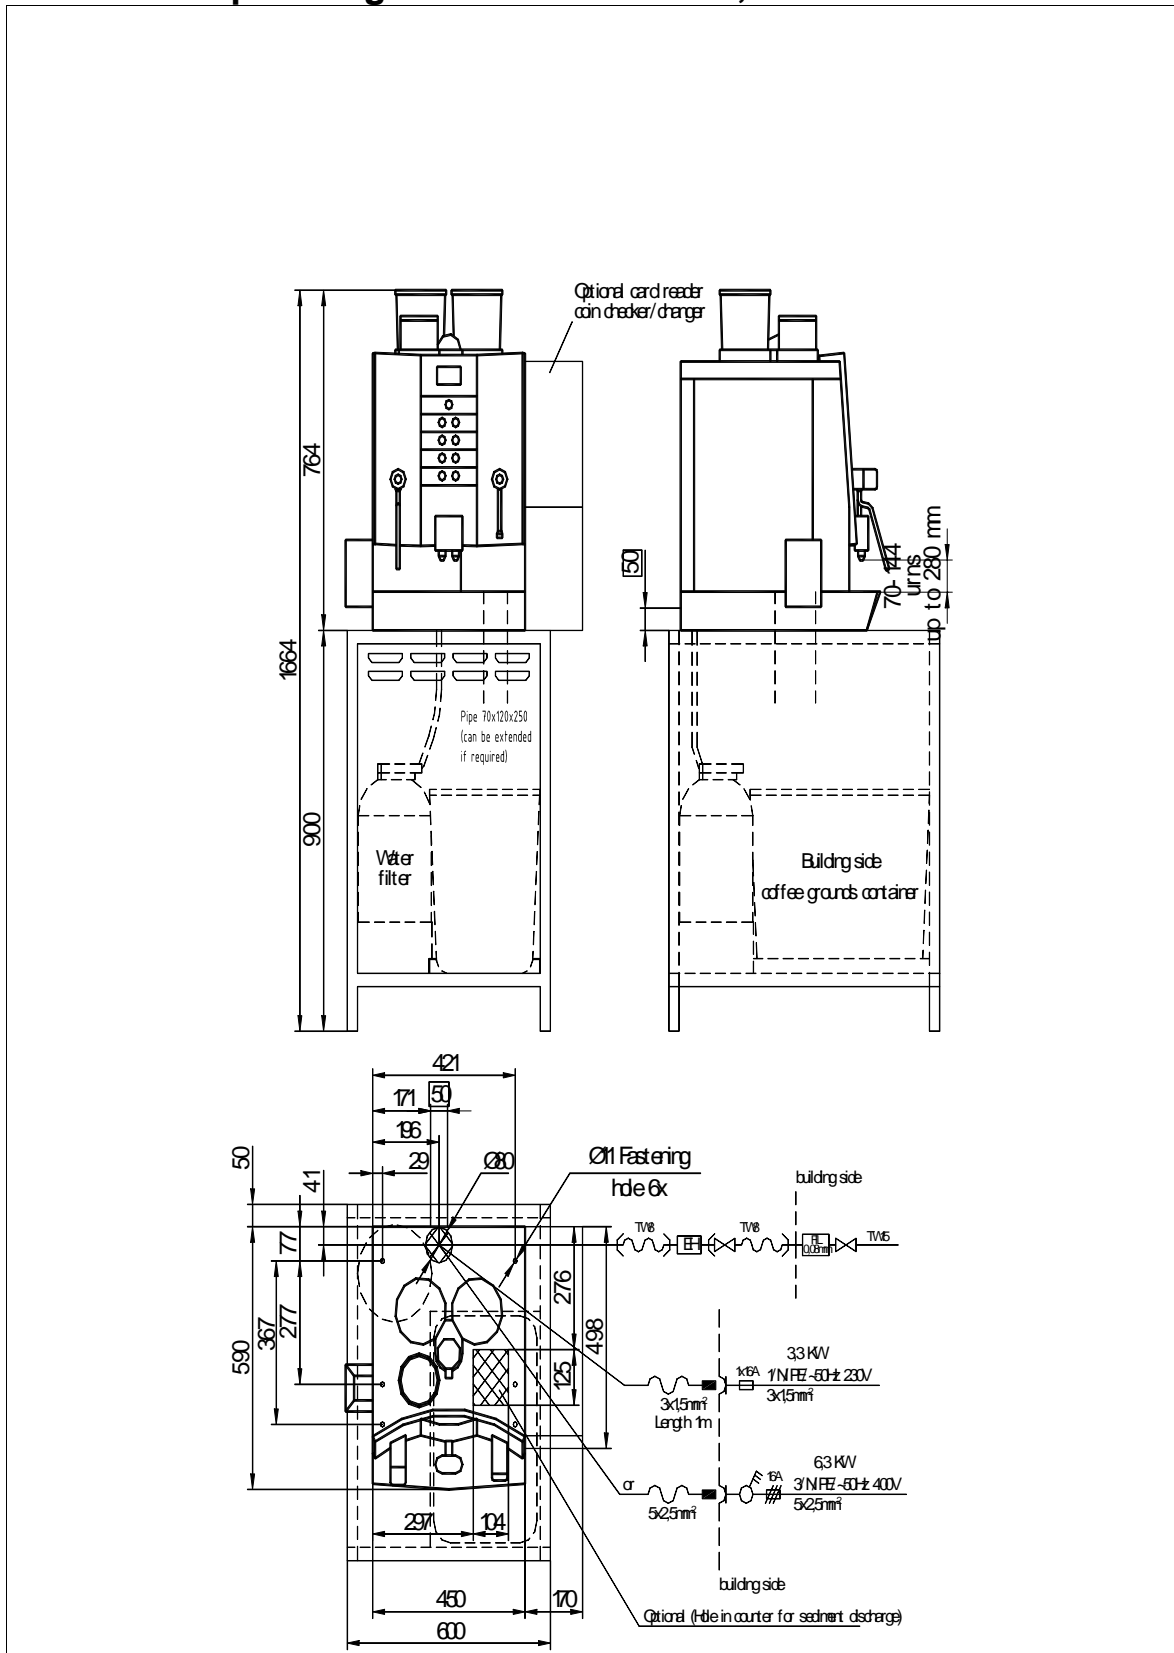 Optional card reader
coin checker/changer
764
1664
50
70-144
urns
up to 280 mm
Pipe 70x120x250
(can be extended
if required)
900
Water
filter
Building side
coffee grounds container
421
171
50
196
29
Ø80
Ø11 Fastening
hole 6x
building side
50
41
77
TW8
TW8
TW15
0,08mm
276
277
367
590
498
125
3,3 KW
1x16A
1/N/PE~50Hz 230V
3x1,5mm²
3x1,5mm²
Length 1m
6,3 KW
or
16A
3/N/PE~50Hz 400V
5x2,5mm²
5x2,5mm²
297
104
building side
450
170
Optional (Hole in counter for sediment discharge)
600